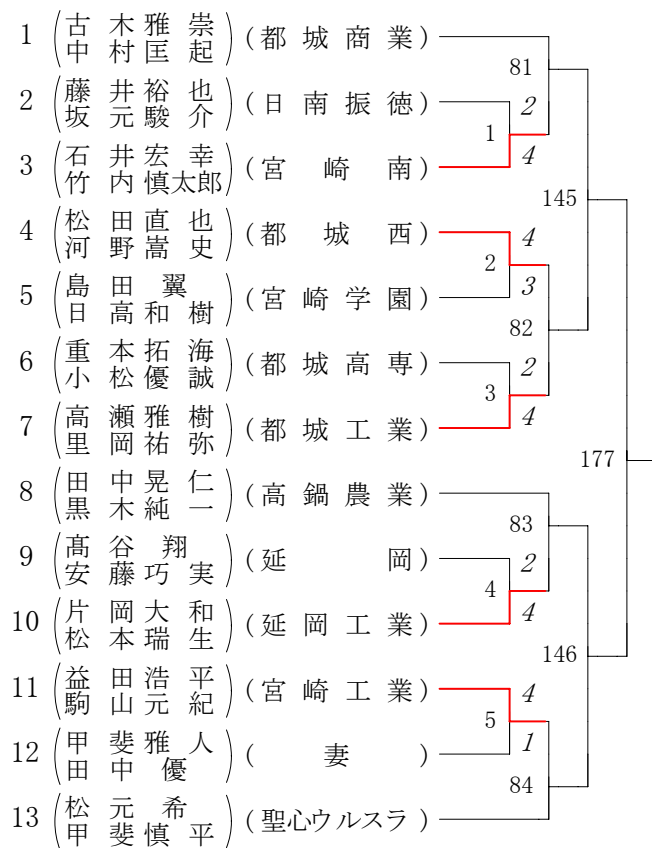 1 (古木雅崇 中村匡起) (都城商業)
81
2 (藤井裕也 坂元駿介) (日南振徳) 2
1
3 (石井宏幸 竹内慎太郎) (宮崎南) 4
145
4 (松田直也 河野嵩史) (都城西) 4
2
5 (島田翼 日高和樹) (宮崎学園) 3
82
6 (重本拓海 小松優誠) (都城高専) 2
3
7 (高瀬雅樹 里岡祐弥) (都城工業) 4
177
8 (田中晃仁 黒木純一) (高鍋農業)
83
9 (髙谷翔 安藤巧実) (延岡) 2
4
10 (片岡大和 松本瑞生) (延岡工業) 4
146
11 (益田浩平 駒山元紀) (宮崎工業) 4
5
12 (甲斐雅人 田中優) (妻) 1
84
13 (松元希 甲斐慎平) (聖心ウルスラ)